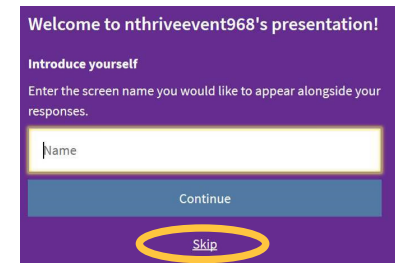 Welcome to nthriveevent968's presentation!
Introduce yourself
Enter the screen name you would like to appear alongside your
responses.
Name
Continue
Skip